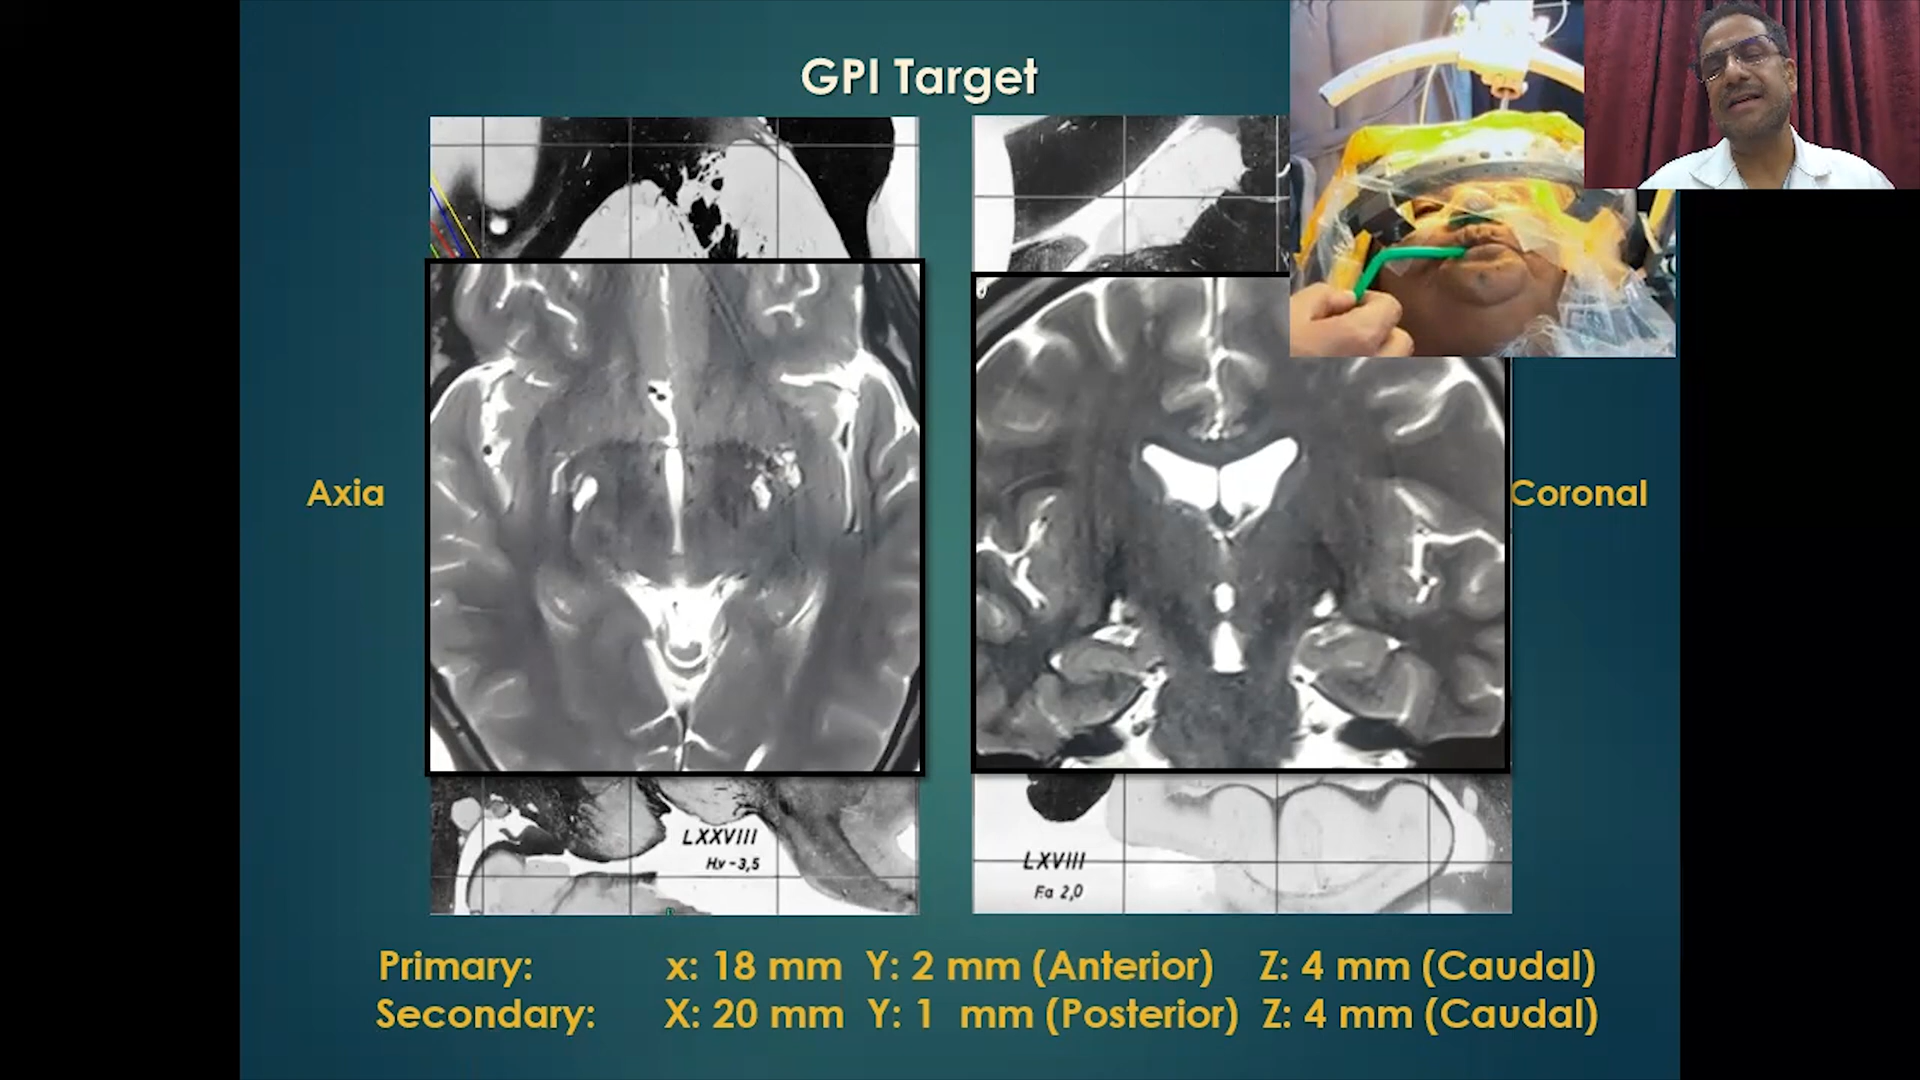 GPI Target
Axia
Coronal
LXXVIII
Hv -3,5
LXVIII
Fa 2,0
Primary: x: 18 mm Y: 2 mm (Anterior) Z: 4 mm (Caudal)
Secondary: X: 20 mm Y: 1 mm (Posterior) Z: 4 mm (Caudal)